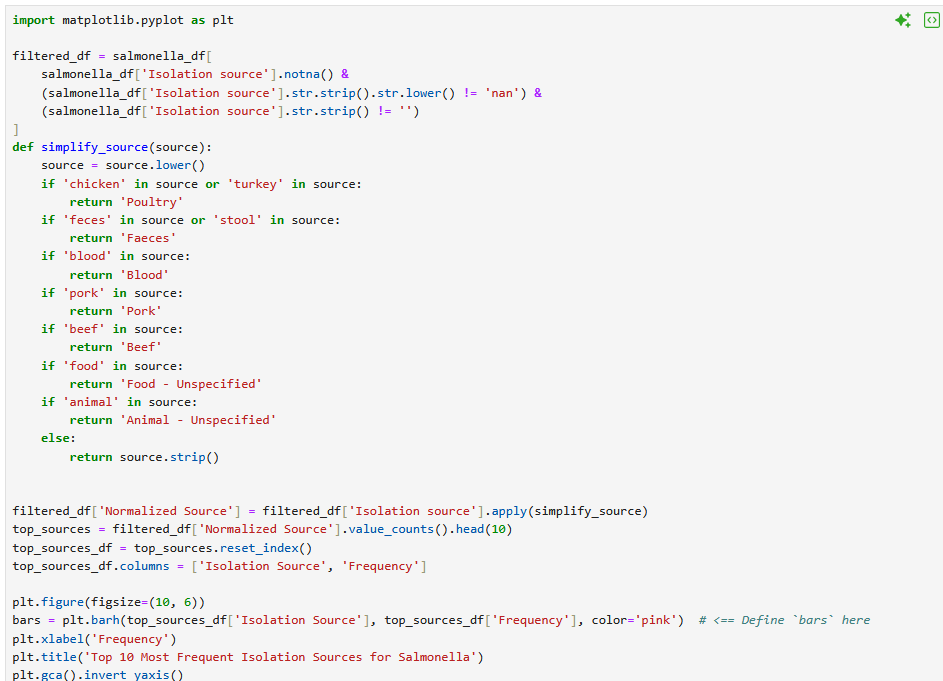 import matplotlib.pyplot as plt

filtered_df = salmonella_df[
    salmonella_df['Isolation source'].notna() &
    (salmonella_df['Isolation source'].str.strip().str.lower() != 'nan') &
    (salmonella_df['Isolation source'].str.strip() != '')
]
def simplify_source(source):
    source = source.lower()
    if 'chicken' in source or 'turkey' in source:
        return 'Poultry'
    if 'feces' in source or 'stool' in source:
        return 'Faeces'
    if 'blood' in source:
        return 'Blood'
    if 'pork' in source:
        return 'Pork'
    if 'beef' in source:
        return 'Beef'
    if 'food' in source:
        return 'Food - Unspecified'
    if 'animal' in source:
        return 'Animal - Unspecified'
    else:
        return source.strip()


filtered_df['Normalized Source'] = filtered_df['Isolation source'].apply(simplify_source)
top_sources = filtered_df['Normalized Source'].value_counts().head(10)
top_sources_df = top_sources.reset_index()
top_sources_df.columns = ['Isolation Source', 'Frequency']

plt.figure(figsize=(10, 6))
bars = plt.barh(top_sources_df['Isolation Source'], top_sources_df['Frequency'], color='pink')  # <== Define `bars` here
plt.xlabel('Frequency')
plt.title('Top 10 Most Frequent Isolation Sources for Salmonella')
plt.gca().invert_yaxis()